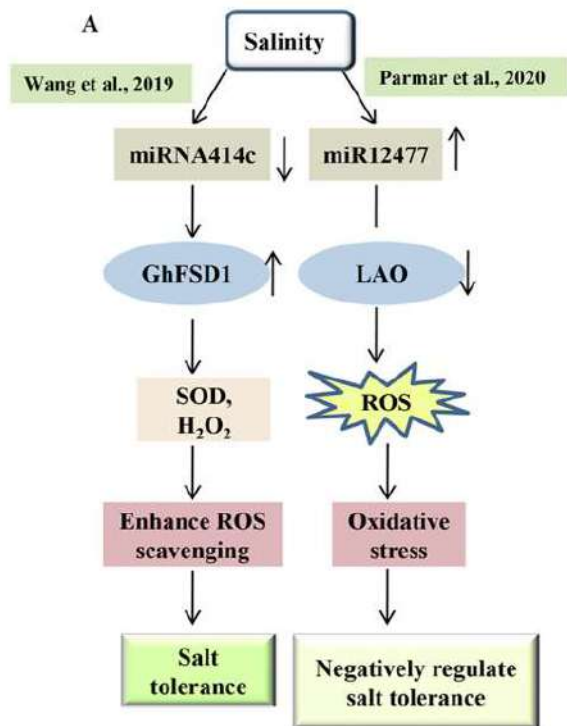 A
Salinity
Wang et al., 2019
Parmar et al., 2020
miRNA414c
miR12477
GhFSD1
LAO
SOD,
H₂O₂
ROS
Enhance ROS
scavenging
Oxidative
stress
Salt
tolerance
Negatively regulate
salt tolerance